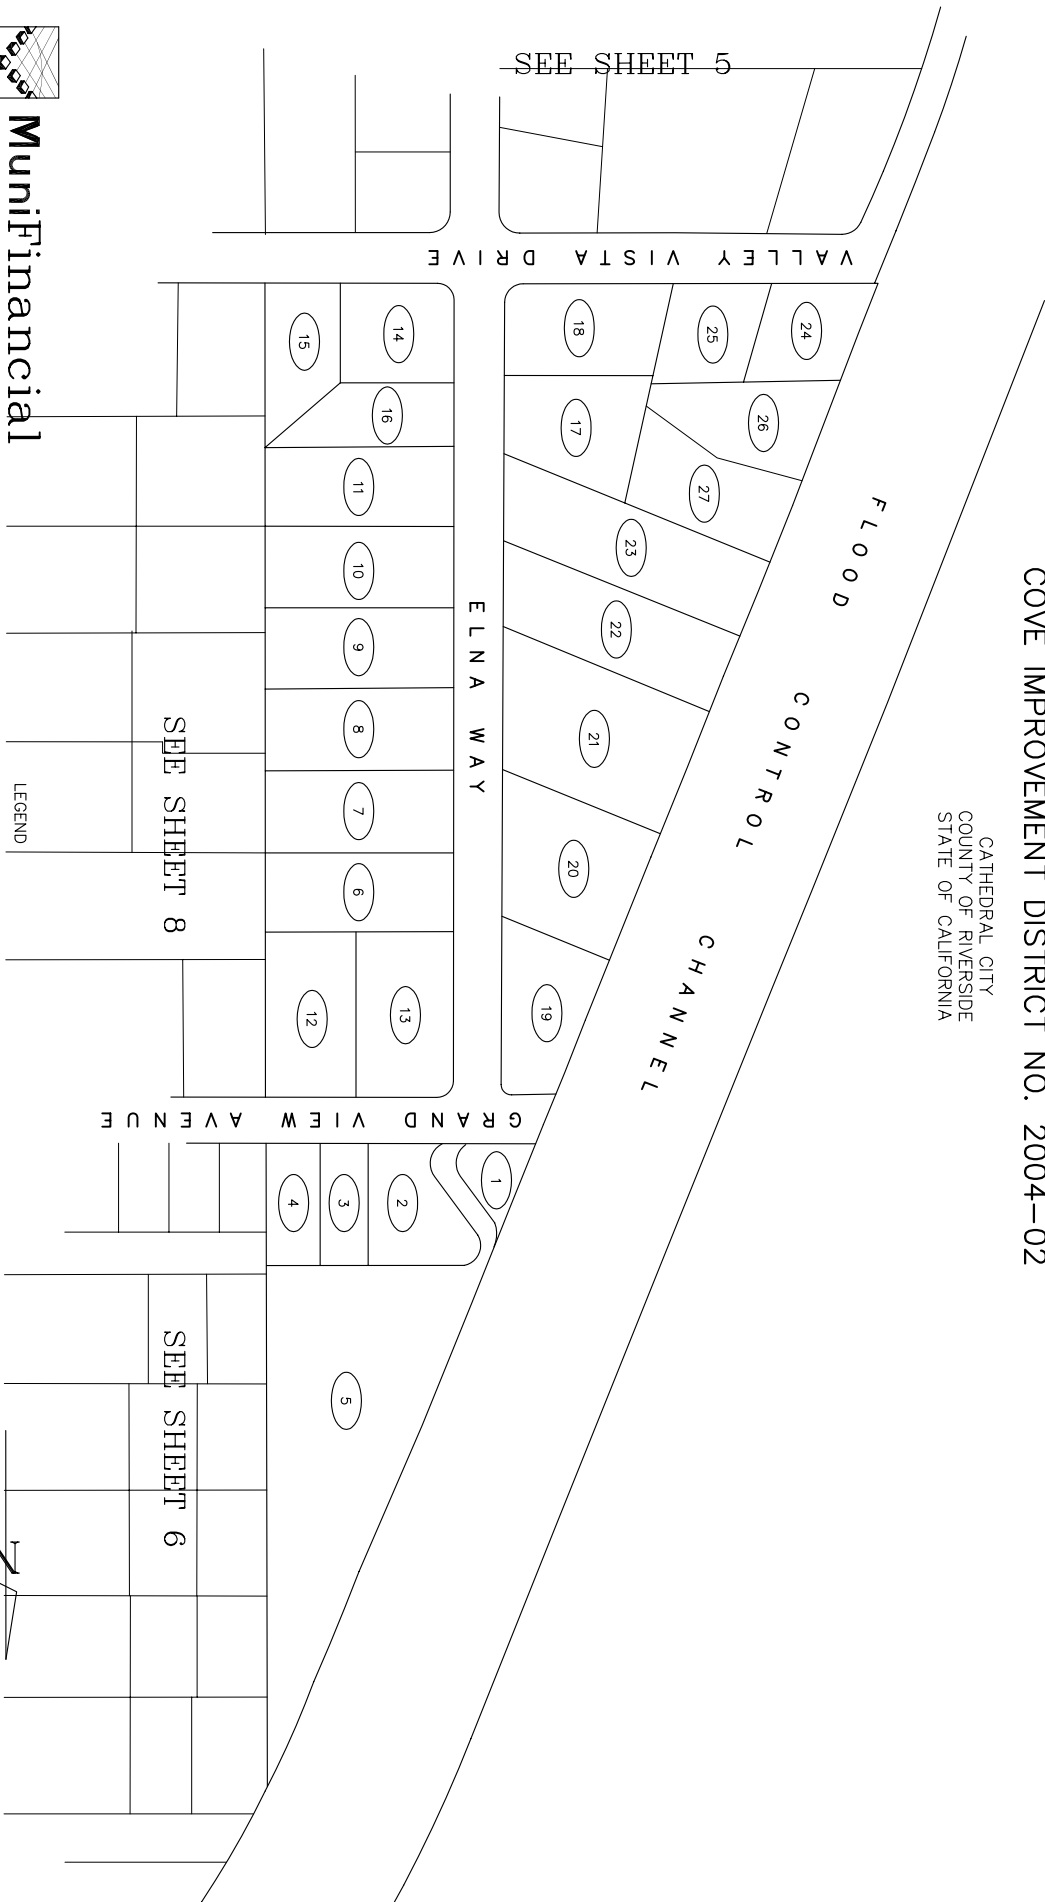 COVE IMPROVEMENT DISTRICT NO. 2004-02
CATHEDRAL CITY
COUNTY OF RIVERSIDE
STATE OF CALIFORNIA
SEE SHEET 5
VALLEY VISTA DRIVE
FLOOD CONTROL CHANNEL
24
25
18
26
17
27
23
22
21
20
19
ELNA WAY
14
15
16
11
10
9
8
7
6
13
12
GRAND VIEW AVENUE
1
2
3
4
5
SEE SHEET 8
SEE SHEET 6
LEGEND
MuniFinancial
N